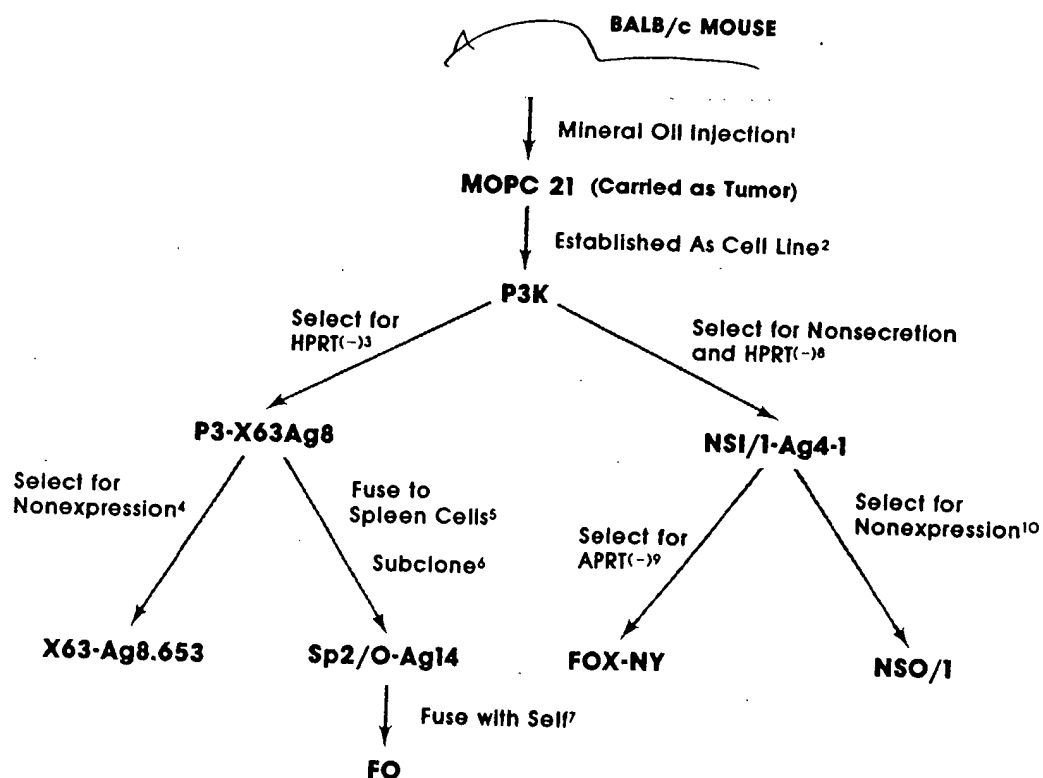 BALB/c MOUSE
Mineral Oil Injection¹
MOPC 21 (Carried as Tumor)
Established As Cell Line²
P3K
Select for
HPRT(-)³
Select for Nonsecretion
and HPRT(-)⁸
P3-X63Ag8
NSI/1-Ag4-1
Select for
Nonexpression⁴
Fuse to
Spleen Cells⁵
Subclone⁶
Select for
APRT(-)⁹
Select for
Nonexpression¹⁰
X63-Ag8.653
Sp2/O-Ag14
FOX-NY
NSO/1
Fuse with Self⁷
FO